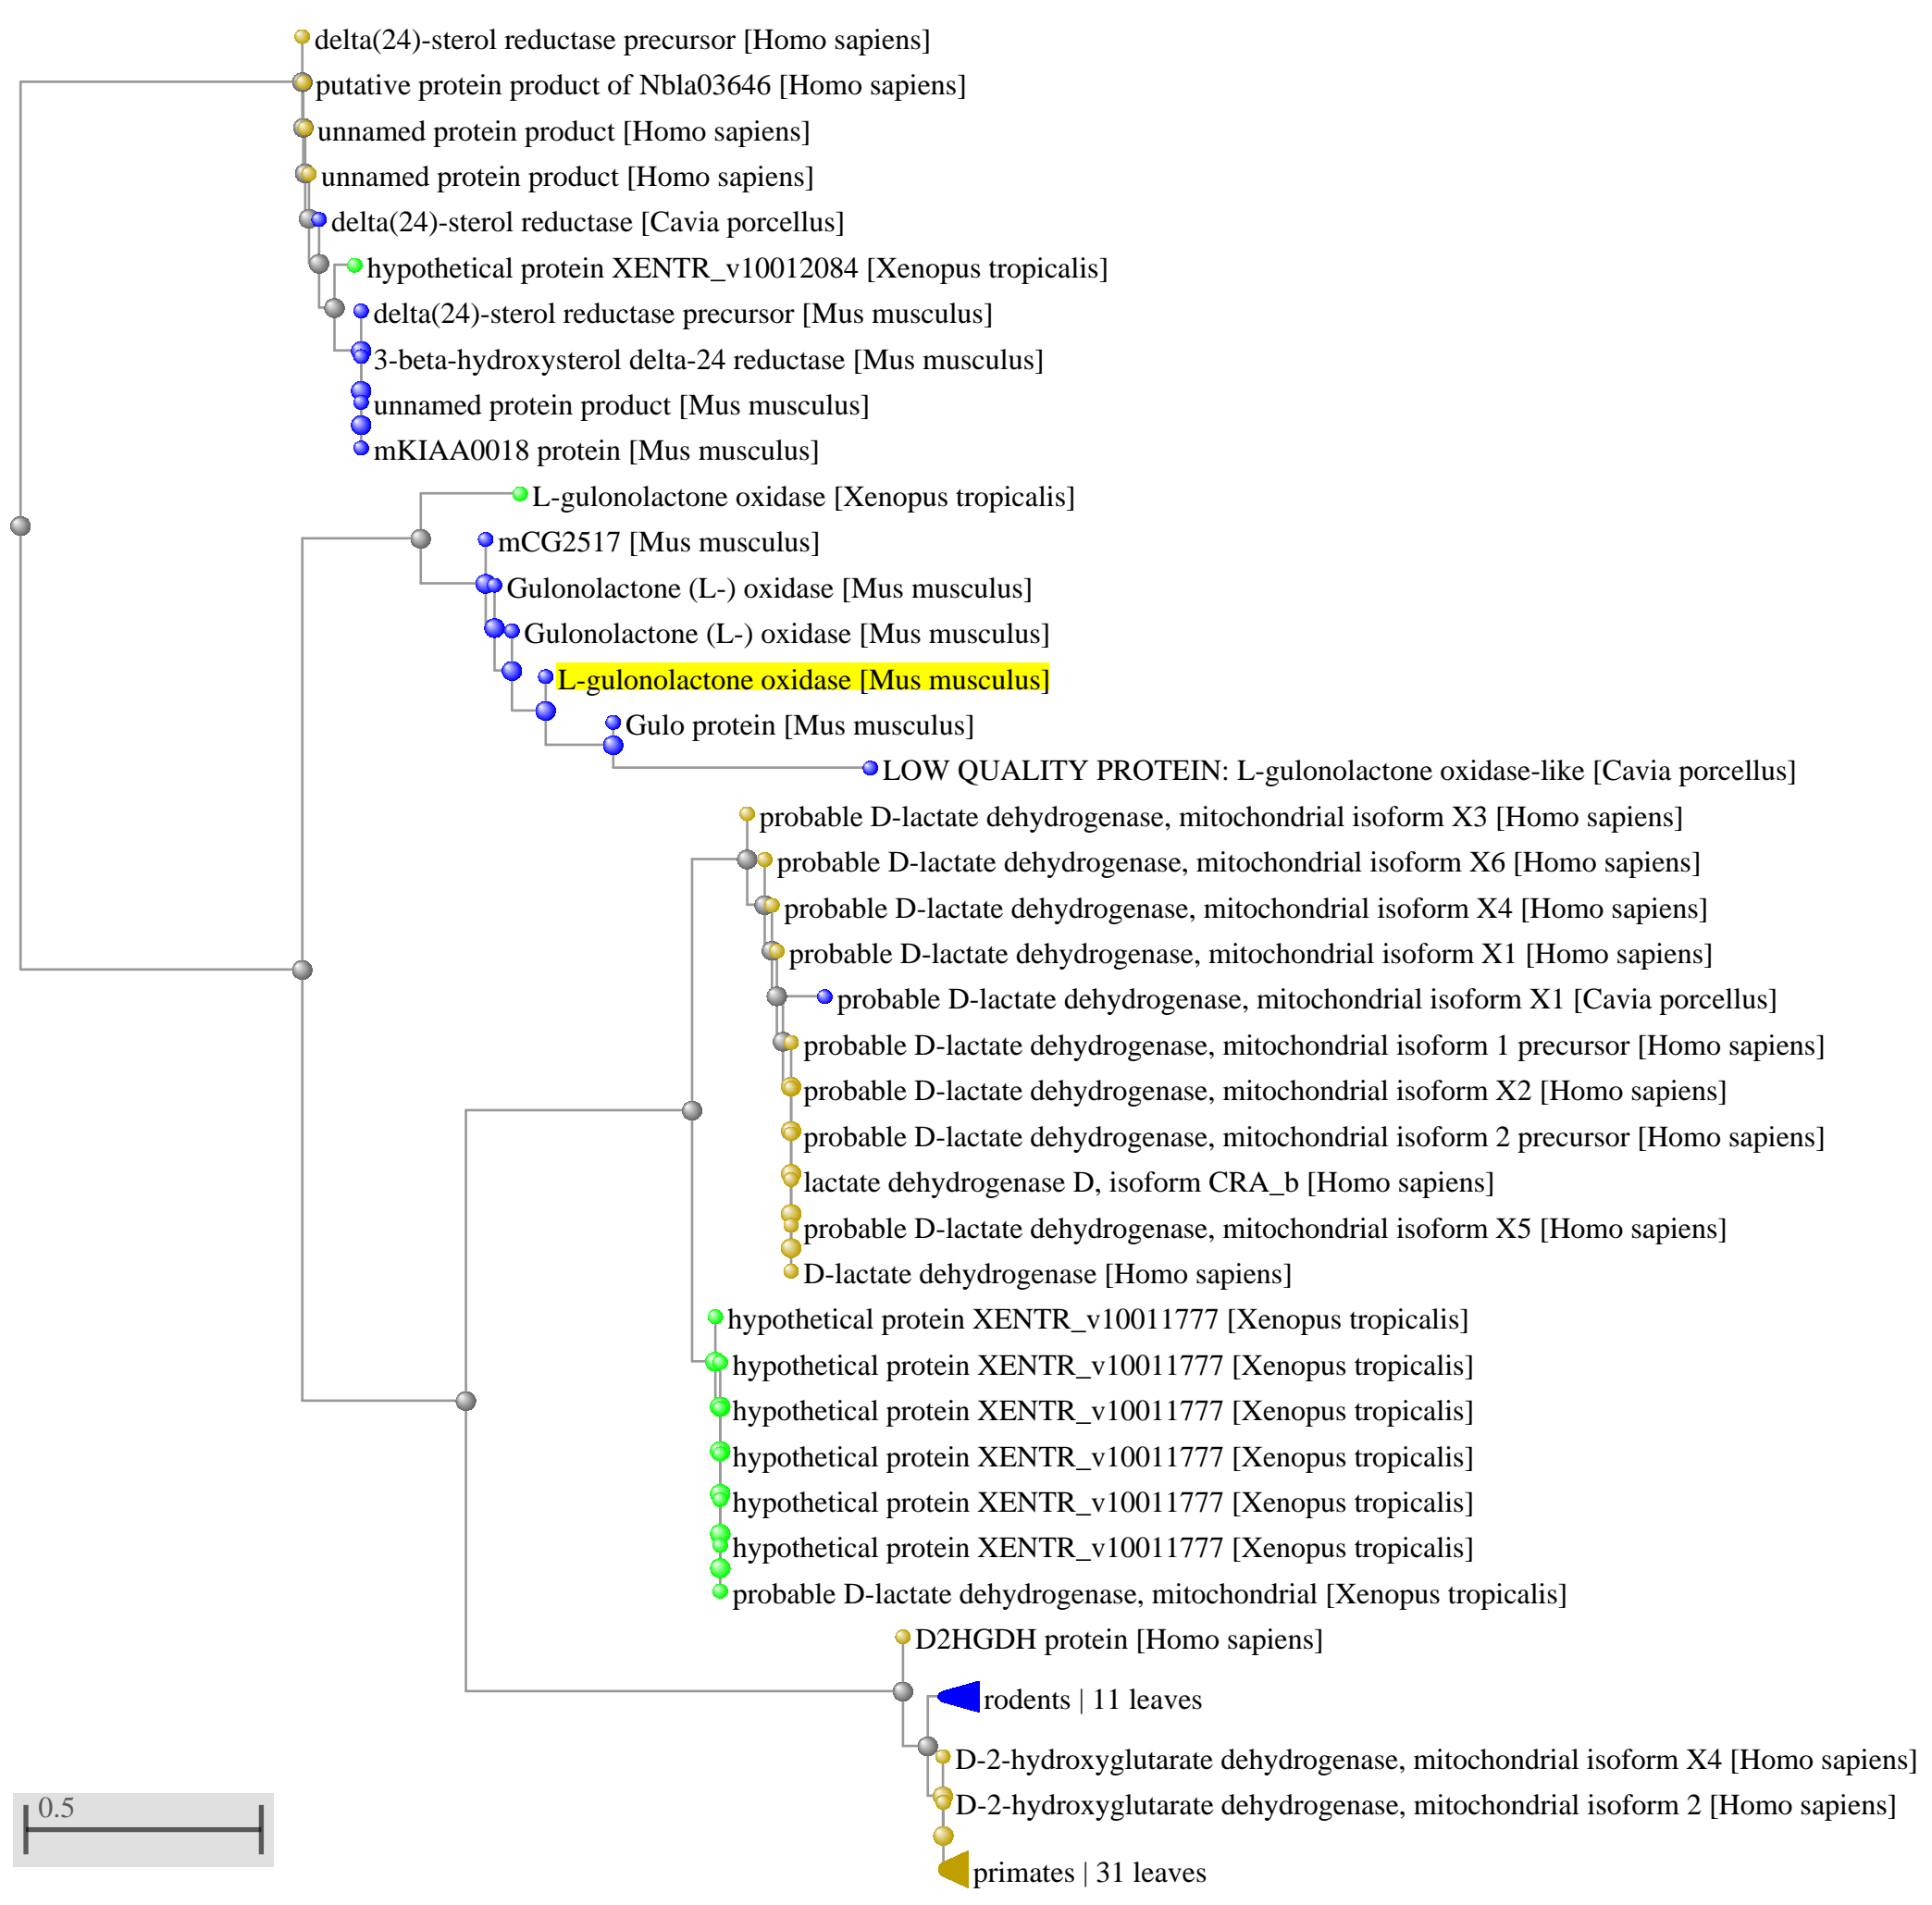 delta(24)-sterol reductase precursor [Homo sapiens]
putative protein product of Nbla03646 [Homo sapiens]
unnamed protein product [Homo sapiens]
unnamed protein product [Homo sapiens]
delta(24)-sterol reductase [Cavia porcellus]
hypothetical protein XENTR_v10012084 [Xenopus tropicalis]
delta(24)-sterol reductase precursor [Mus musculus]
3-beta-hydroxysterol delta-24 reductase [Mus musculus]
unnamed protein product [Mus musculus]
mKIAA0018 protein [Mus musculus]
L-gulonolactone oxidase [Xenopus tropicalis]
mCG2517 [Mus musculus]
Gulonolactone (L-) oxidase [Mus musculus]
Gulonolactone (L-) oxidase [Mus musculus]
L-gulonolactone oxidase [Mus musculus]
Gulo protein [Mus musculus]
LOW QUALITY PROTEIN: L-gulonolactone oxidase-like [Cavia porcellus]
probable D-lactate dehydrogenase, mitochondrial isoform X3 [Homo sapiens]
probable D-lactate dehydrogenase, mitochondrial isoform X6 [Homo sapiens]
probable D-lactate dehydrogenase, mitochondrial isoform X4 [Homo sapiens]
probable D-lactate dehydrogenase, mitochondrial isoform X1 [Homo sapiens]
probable D-lactate dehydrogenase, mitochondrial isoform X1 [Cavia porcellus]
probable D-lactate dehydrogenase, mitochondrial isoform 1 precursor [Homo sapiens]
probable D-lactate dehydrogenase, mitochondrial isoform X2 [Homo sapiens]
probable D-lactate dehydrogenase, mitochondrial isoform 2 precursor [Homo sapiens]
lactate dehydrogenase D, isoform CRA_b [Homo sapiens]
probable D-lactate dehydrogenase, mitochondrial isoform X5 [Homo sapiens]
D-lactate dehydrogenase [Homo sapiens]
hypothetical protein XENTR_v10011777 [Xenopus tropicalis]
hypothetical protein XENTR_v10011777 [Xenopus tropicalis]
hypothetical protein XENTR_v10011777 [Xenopus tropicalis]
hypothetical protein XENTR_v10011777 [Xenopus tropicalis]
hypothetical protein XENTR_v10011777 [Xenopus tropicalis]
hypothetical protein XENTR_v10011777 [Xenopus tropicalis]
probable D-lactate dehydrogenase, mitochondrial [Xenopus tropicalis]
D2HGDH protein [Homo sapiens]
rodents | 11 leaves
D-2-hydroxyglutarate dehydrogenase, mitochondrial isoform X4 [Homo sapiens]
D-2-hydroxyglutarate dehydrogenase, mitochondrial isoform 2 [Homo sapiens]
0.5
primates | 31 leaves